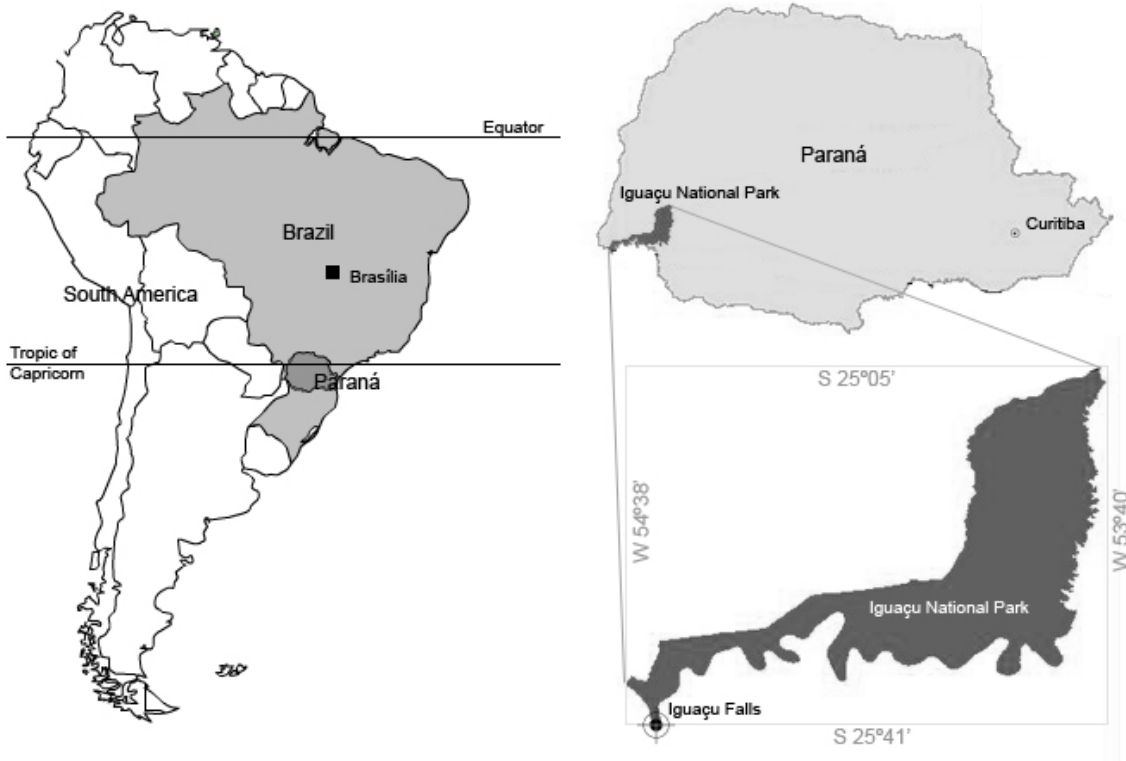 Equator
Brazil
Brasília
South America
Tropic of
Capricorn
Paraná
Paraná
Iguaçu National Park
Curitiba
S 25º05'
W 54º38'
W 53º40'
Iguaçu National Park
Iguaçu Falls
S 25º41'